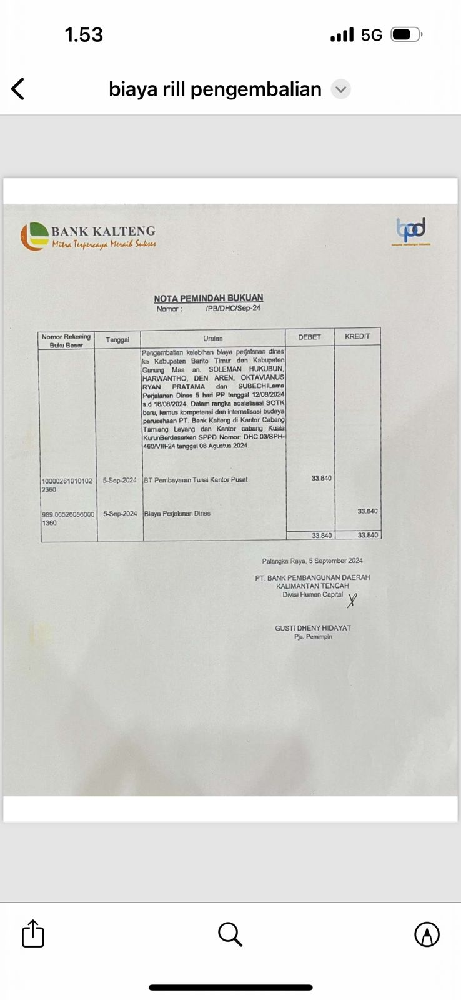 1.53
5G
biaya rill pengembalian
BANK KALTENG
Mitra Terpercaya Meraih Sukses
bpd
NOTA PEMINDAH BUKUAN
Nomor : /PB/DHC/Sep-24
Nomor Rekening Buku Besar
Tanggal
Uraian
DEBET
KREDIT
Pengembalian kelebihan biaya perjalanan dinas
ke Kabupaten Barito Timur dan Kabupaten
Gunung Mas an. SOLEMAN HUKUBUN,
HARWANTHO, DEN AREN, OKTAVIANUS
RYAN PRATAMA dan SUBECHILama
Perjalanan Dinas 5 hari PP tanggal 12/08/2024
s.d 16/08/2024. Dalam rangka sosialisasi SOTK
baru, kamus kompetensi dan internalisasi budaya
perusahaan PT. Bank Kalteng di Kantor Cabang
Tamiang Layang dan Kantor cabang Kuala
KurunBerdasarkan SPPD Nomor: DHC.03/SPH-
460/VIII-24 tanggal 08 Agustus 2024
10000261010102 5-Sep-2024 BT Pembayaran Tunai Kantor Pusat 33.840
2360
989.00526086000 5-Sep-2024 Biaya Perjalanan Dinas 33.840
1360
33.840 33.840
Palangka Raya, 5 September 2024
PT. BANK PEMBANGUNAN DAERAH
KALIMANTAN TENGAH
Divisi Human Capital
GUSTI DHENY HIDAYAT
Pjs. Pemimpin